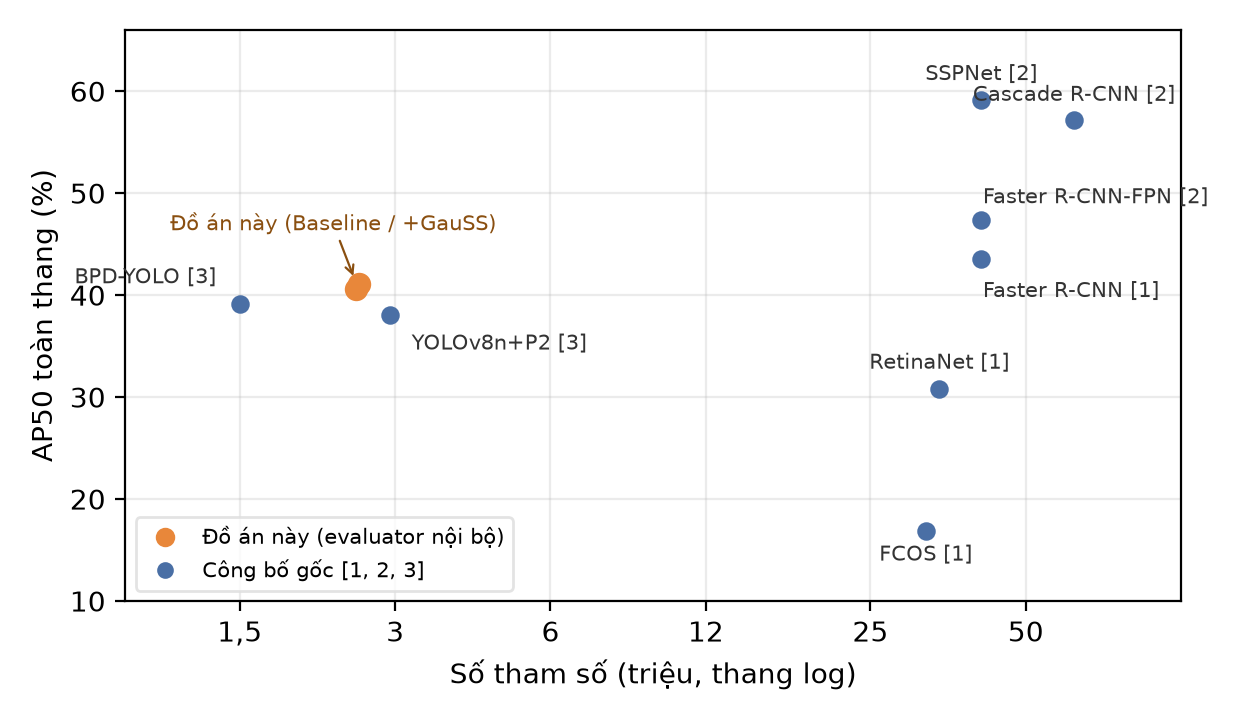 SSPNet [2]
60
Cascade R-CNN [2]
50
Faster R-CNN-FPN [2]
Đồ án này (Baseline / +GauSS)
BPD-YOLO [3]
40
Faster R-CNN [1]
YOLOv8n+P2 [3]
RetinaNet [1]
30
20
Đồ án này (evaluator nội bộ)
FCOS [1]
Công bố gốc [1, 2, 3]
10
1,5 3 6 12 25 50
Số tham số (triệu, thang log)
AP50 toàn thang (%)